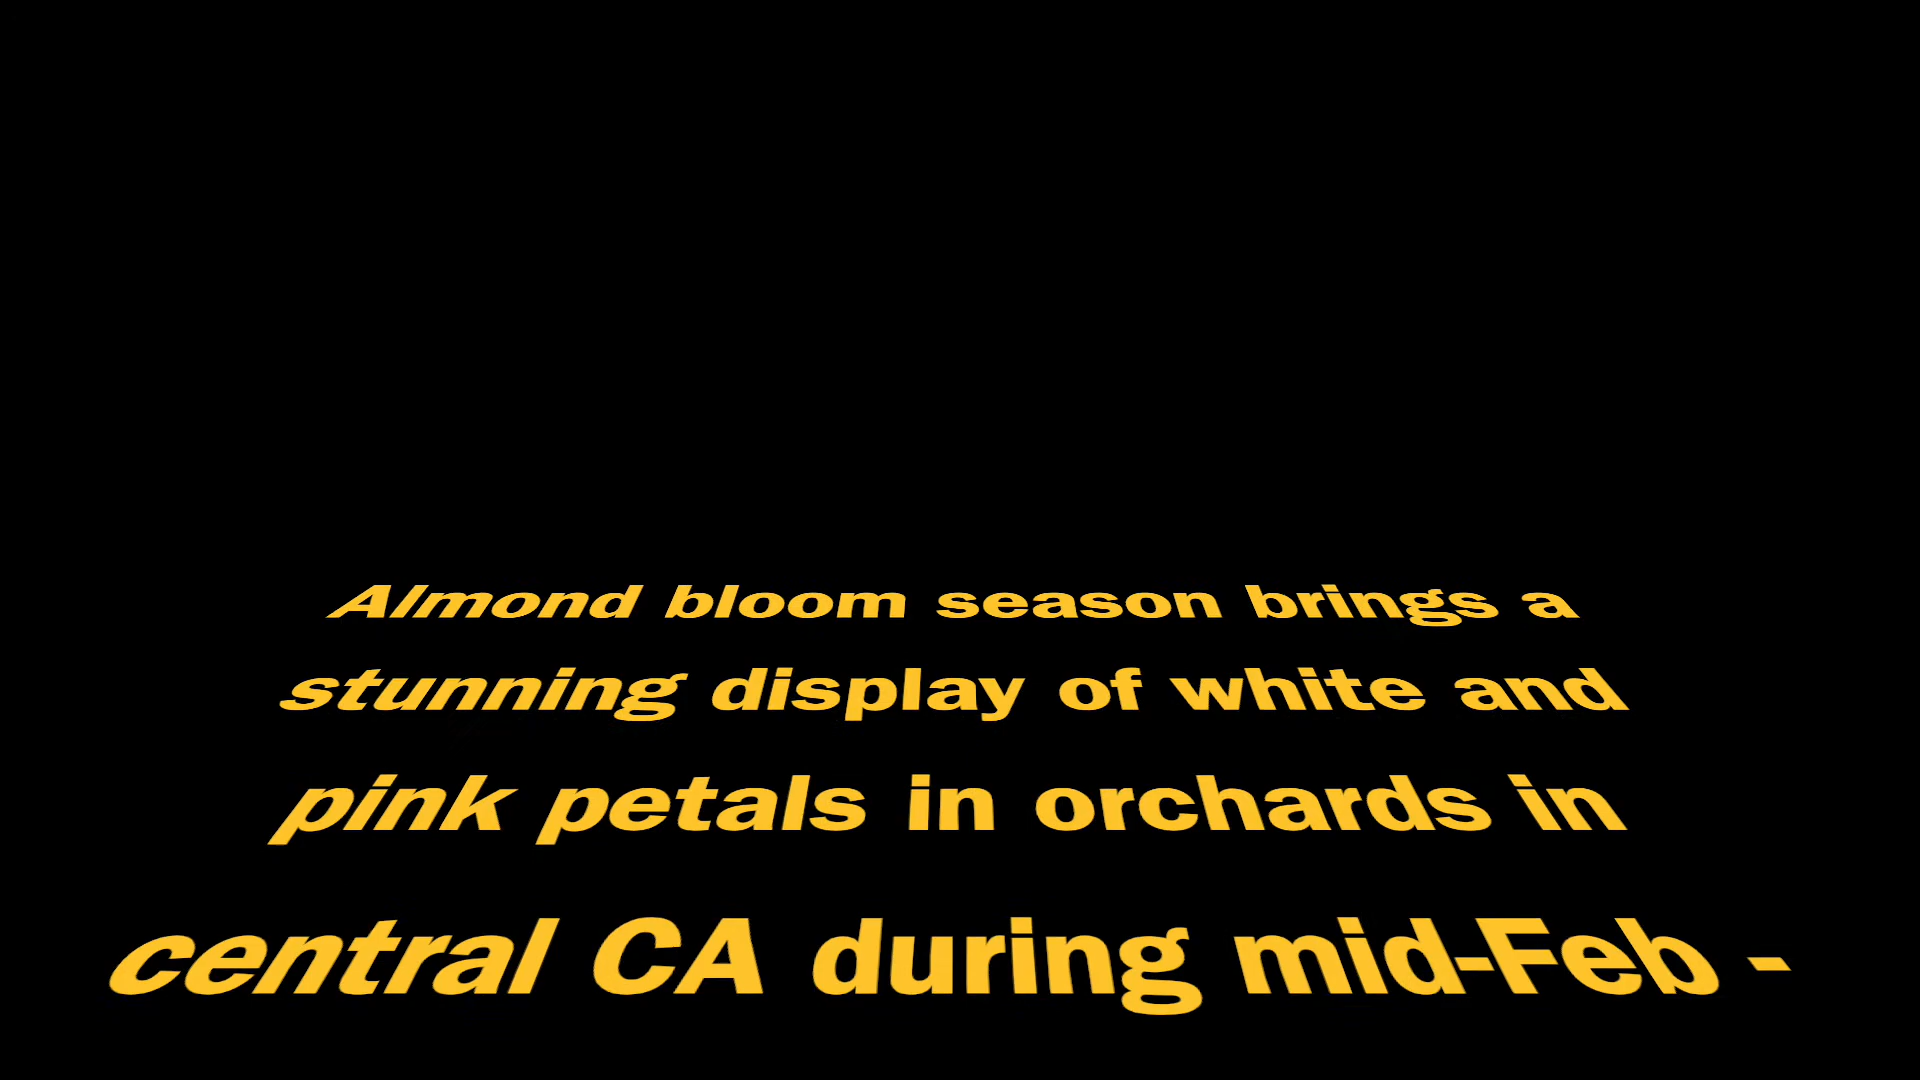 Almond bloom season brings a
stunning display of white and
pink petals in orchards in
central CA during mid-Feb -